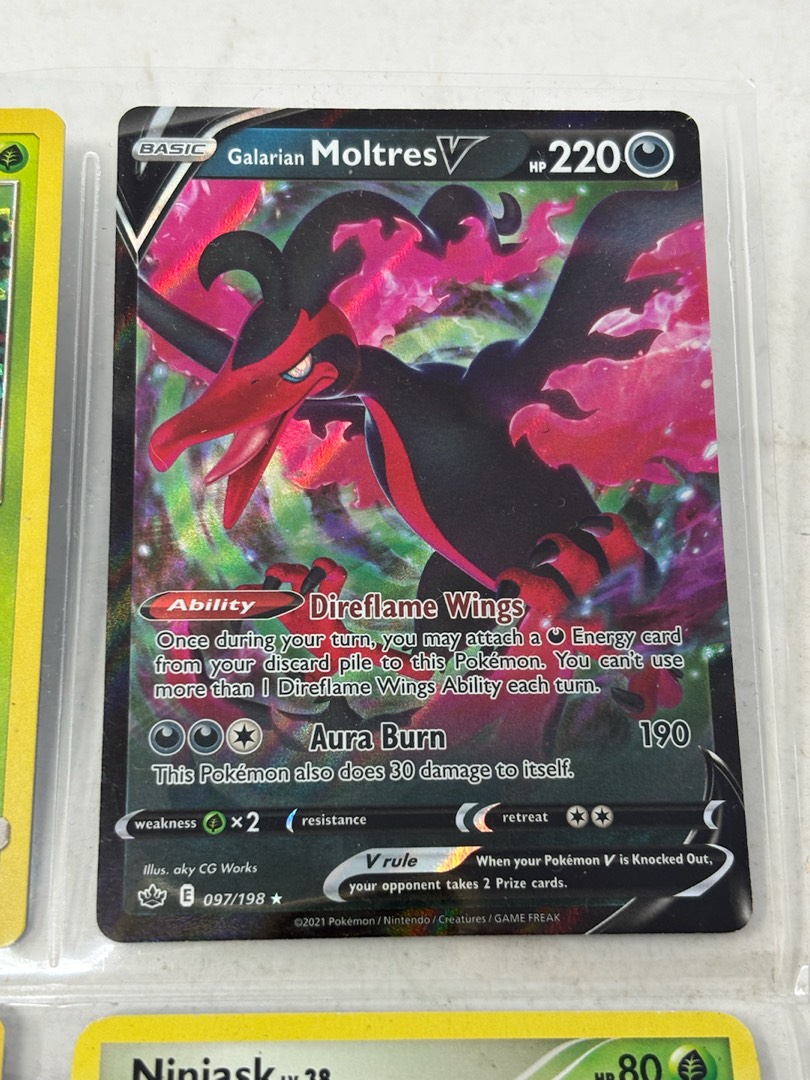 BASIC Galarian Moltres V HP 220
Ability Direflame Wings
Once during your turn, you may attach a Energy card
from your discard pile to this Pokémon. You can't use
more than 1 Direflame Wings Ability each turn.
Aura Burn 190
This Pokémon also does 30 damage to itself.
weakness ×2 resistance retreat
Illus. aky CG Works
V rule When your Pokémon V is Knocked Out,
your opponent takes 2 Prize cards.
E 097/198 ★
©2021 Pokémon / Nintendo / Creatures / GAME FREAK
Ninjask LV.38 HP 80